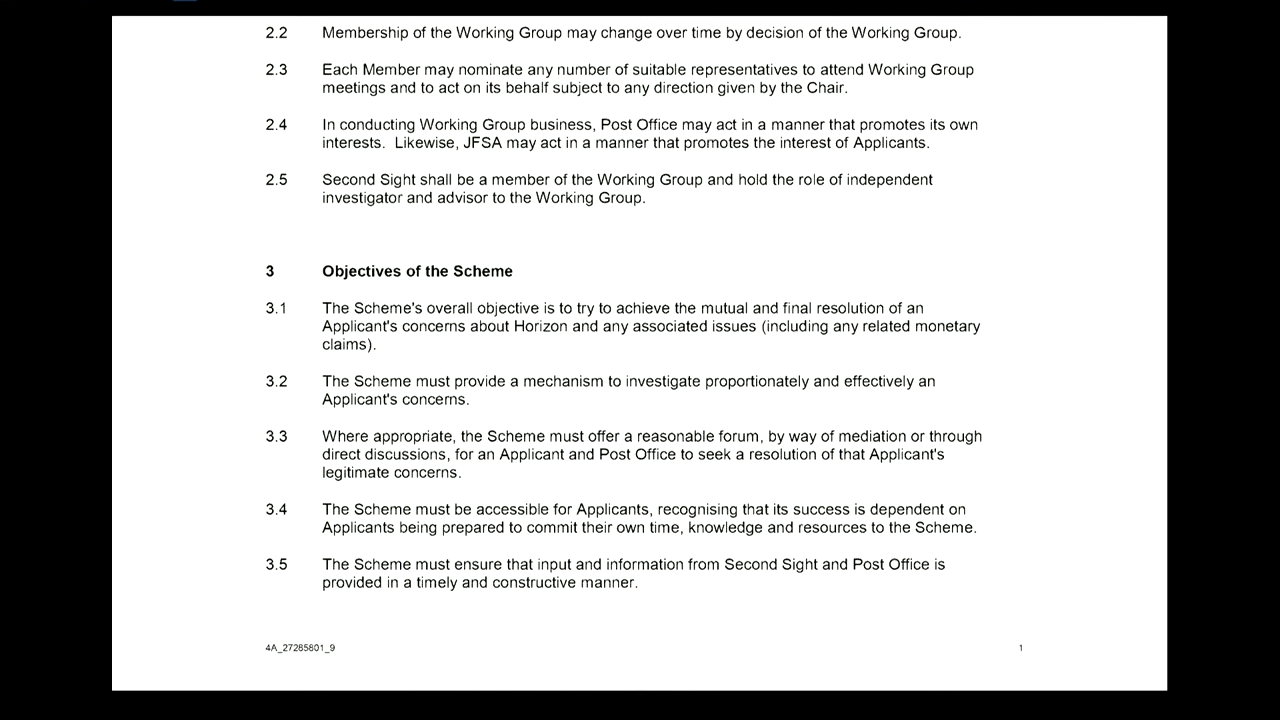 2.2 Membership of the Working Group may change over time by decision of the Working Group.
2.3 Each Member may nominate any number of suitable representatives to attend Working Group
meetings and to act on its behalf subject to any direction given by the Chair.
2.4 In conducting Working Group business, Post Office may act in a manner that promotes its own
interests.  Likewise, JFSA may act in a manner that promotes the interest of Applicants.
2.5 Second Sight shall be a member of the Working Group and hold the role of independent
investigator and advisor to the Working Group.
3 Objectives of the Scheme
3.1 The Scheme's overall objective is to try to achieve the mutual and final resolution of an
Applicant's concerns about Horizon and any associated issues (including any related monetary
claims).
3.2 The Scheme must provide a mechanism to investigate proportionately and effectively an
Applicant's concerns.
3.3 Where appropriate, the Scheme must offer a reasonable forum, by way of mediation or through
direct discussions, for an Applicant and Post Office to seek a resolution of that Applicant's
legitimate concerns.
3.4 The Scheme must be accessible for Applicants, recognising that its success is dependent on
Applicants being prepared to commit their own time, knowledge and resources to the Scheme.
3.5 The Scheme must ensure that input and information from Second Sight and Post Office is
provided in a timely and constructive manner.
4A_27285801_9 1